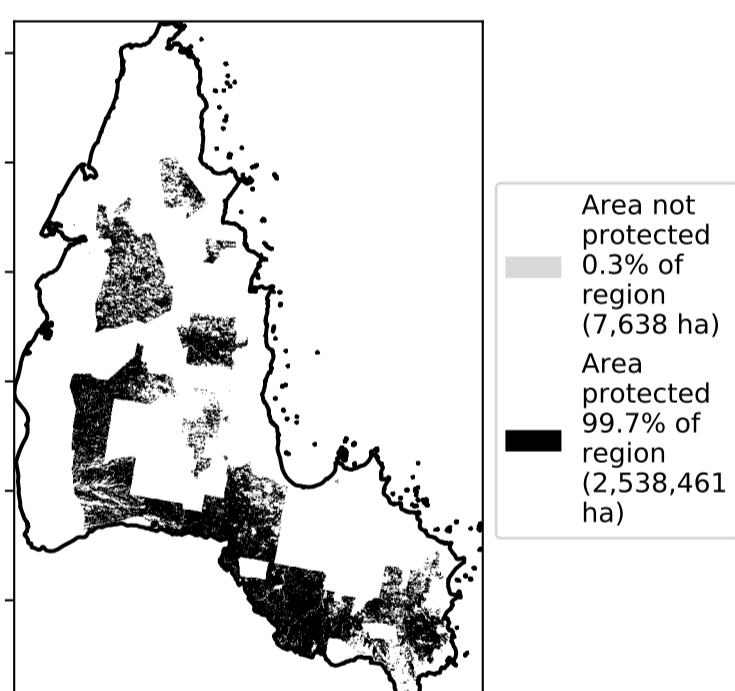 Area not
protected
0.3% of
region
(7,638 ha)
Area
protected
99.7% of
region
(2,538,461
ha)